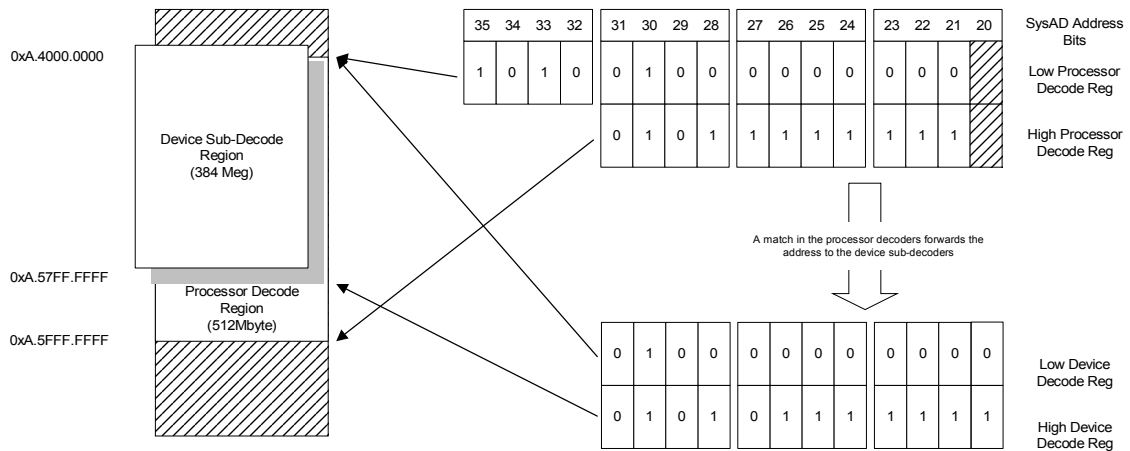 35 34 33 32 31 30 29 28 27 26 25 24 23 22 21 20
SysAD Address
Bits
0xA.4000.0000
1 0 1 0 0 1 0 0 0 0 0 0 0 0 0
Low Processor
Decode Reg
0 1 0 1 1 1 1 1 1 1 1
High Processor
Decode Reg
Device Sub-Decode
Region
(384 Meg)
A match in the processor decoders forwards the
address to the device sub-decoders
0xA.57FF.FFFF
Processor Decode
Region
(512Mbyte)
0xA.5FFF.FFFF
0 1 0 0 0 0 0 0 0 0 0 0
Low Device
Decode Reg
0 1 0 1 0 1 1 1 1 1 1 1
High Device
Decode Reg